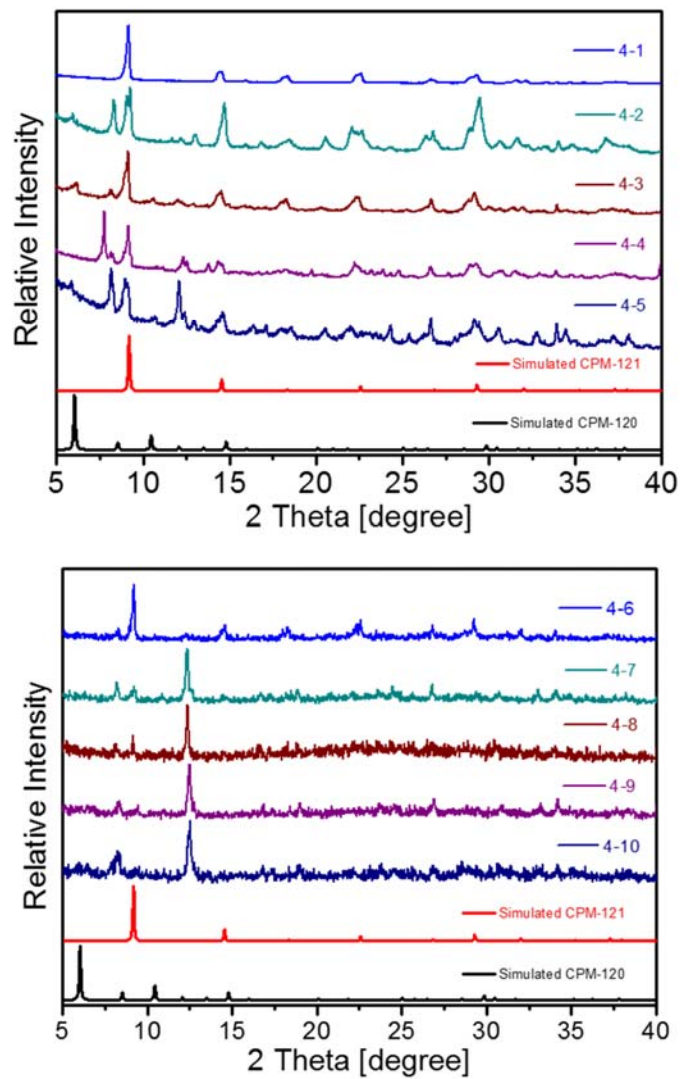 4-1
4-2
4-3
4-4
4-5
Simulated CPM-121
Simulated CPM-120
Relative Intensity
5 10 15 20 25 30 35 40
2 Theta [degree]
4-6
4-7
4-8
4-9
4-10
Simulated CPM-121
Simulated CPM-120
Relative Intensity
5 10 15 20 25 30 35 40
2 Theta [degree]